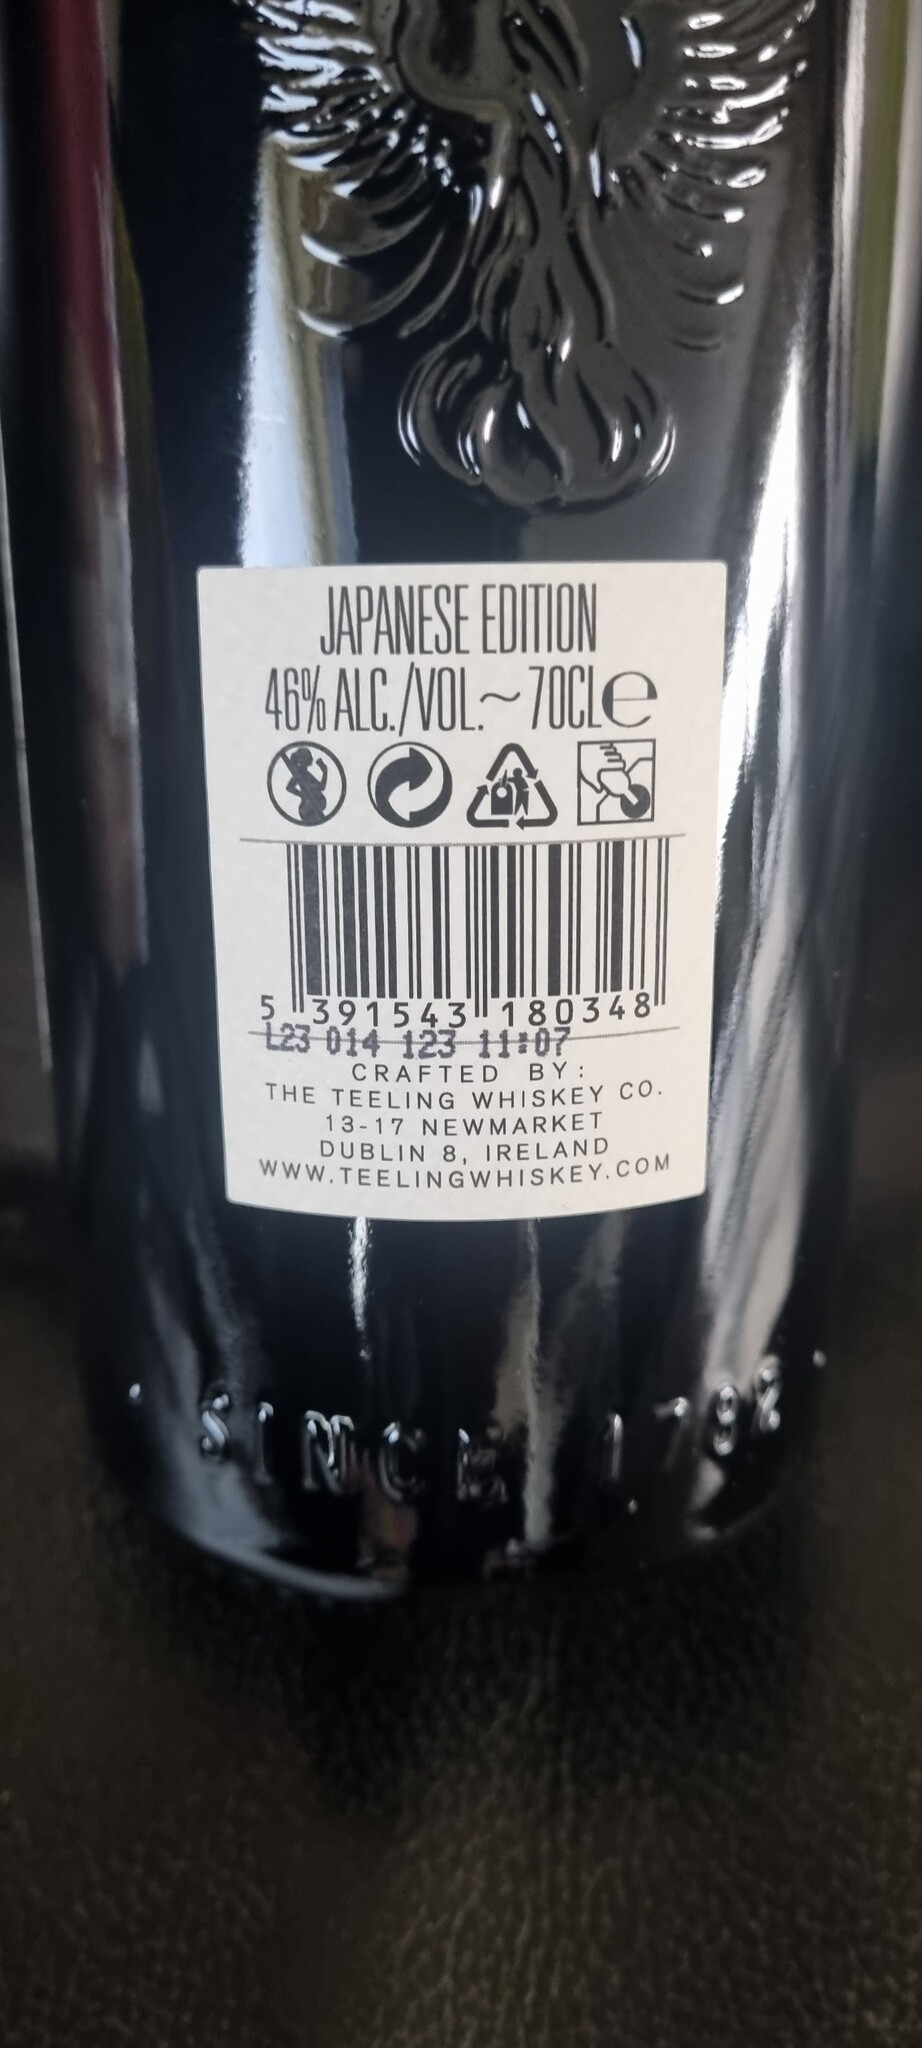 JAPANESE EDITION
46% ALC./VOL. ~ 70CL e
5 391543 180348
L23 014 123 11:07
CRAFTED BY:
THE TEELING WHISKEY CO.
13-17 NEWMARKET
DUBLIN 8, IRELAND
WWW.TEELINGWHISKEY.COM
SINCE 1782